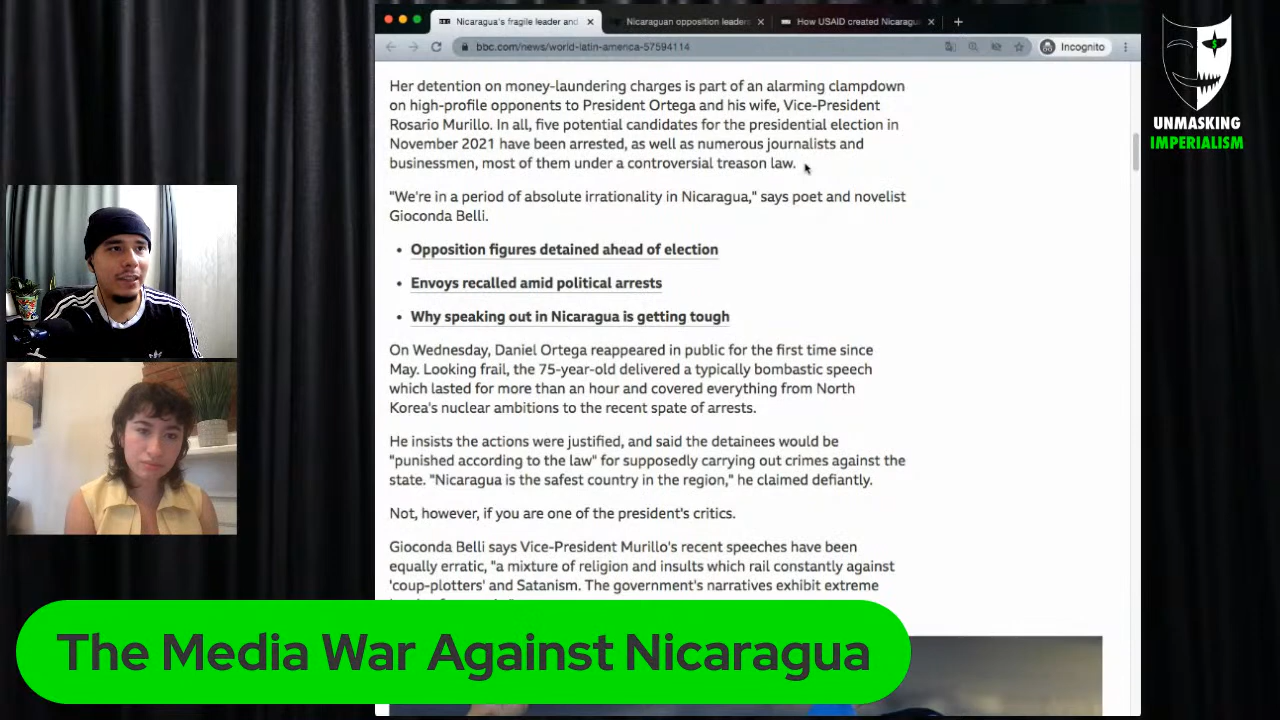 Nicaragua's fragile leader and
Nicaraguan opposition leaders
How USAID created Nicaragu
bbc.com/news/world-latin-america-57594114
Incognito
Her detention on money-laundering charges is part of an alarming clampdown
on high-profile opponents to President Ortega and his wife, Vice-President
Rosario Murillo. In all, five potential candidates for the presidential election in
November 2021 have been arrested, as well as numerous journalists and
businessmen, most of them under a controversial treason law.
"We're in a period of absolute irrationality in Nicaragua," says poet and novelist
Gioconda Belli.
• Opposition figures detained ahead of election
• Envoys recalled amid political arrests
• Why speaking out in Nicaragua is getting tough
On Wednesday, Daniel Ortega reappeared in public for the first time since
May. Looking frail, the 75-year-old delivered a typically bombastic speech
which lasted for more than an hour and covered everything from North
Korea's nuclear ambitions to the recent spate of arrests.
He insists the actions were justified, and said the detainees would be
"punished according to the law" for supposedly carrying out crimes against the
state. "Nicaragua is the safest country in the region," he claimed defiantly.
Not, however, if you are one of the president's critics.
Gioconda Belli says Vice-President Murillo's recent speeches have been
equally erratic, "a mixture of religion and insults which rail constantly against
'coup-plotters' and Satanism. The government's narratives exhibit extreme
The Media War Against Nicaragua
UNMASKING
IMPERIALISM